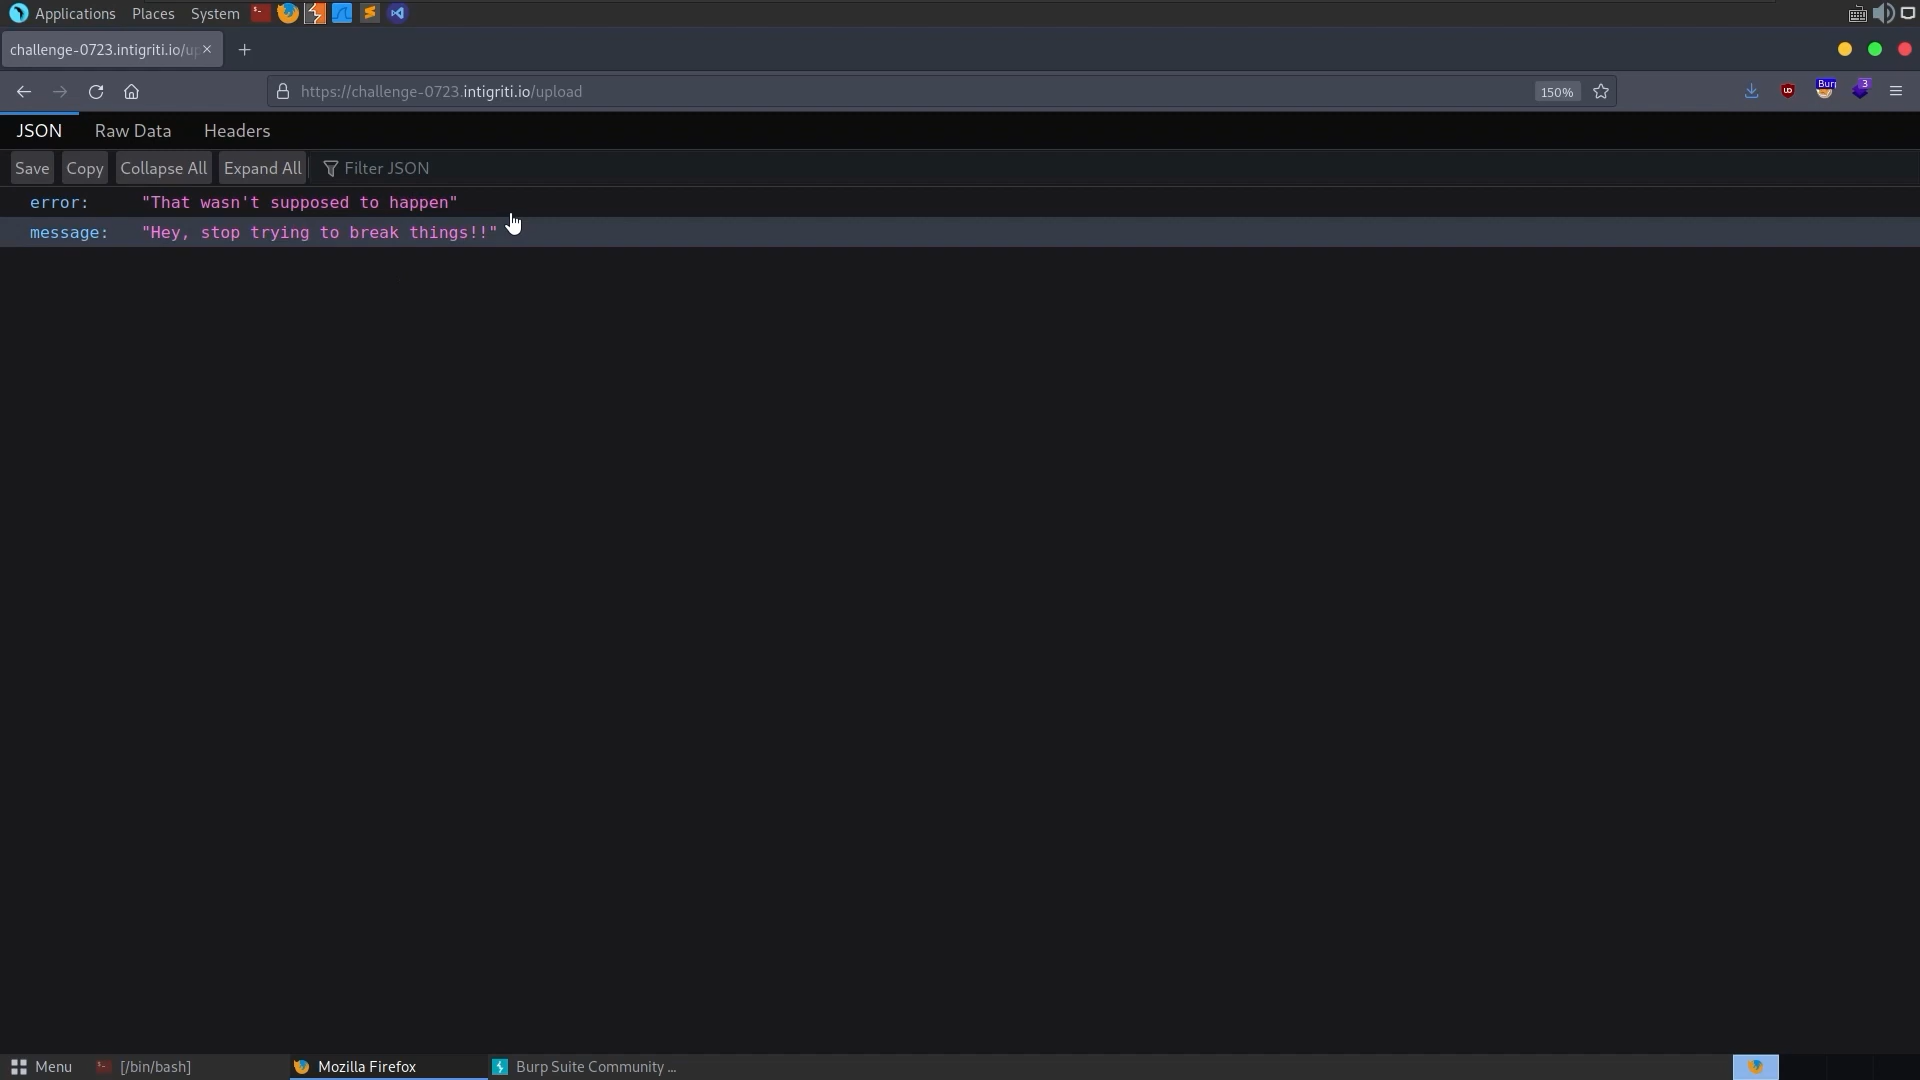 Applications Places System
challenge-0723.intigriti.io/up
https://challenge-0723.intigriti.io/upload 150% 3
JSON Raw Data Headers
Save Copy Collapse All Expand All Filter JSON
error: "That wasn't supposed to happen"
message: "Hey, stop trying to break things!!"
Menu [/bin/bash] Mozilla Firefox Burp Suite Community ...